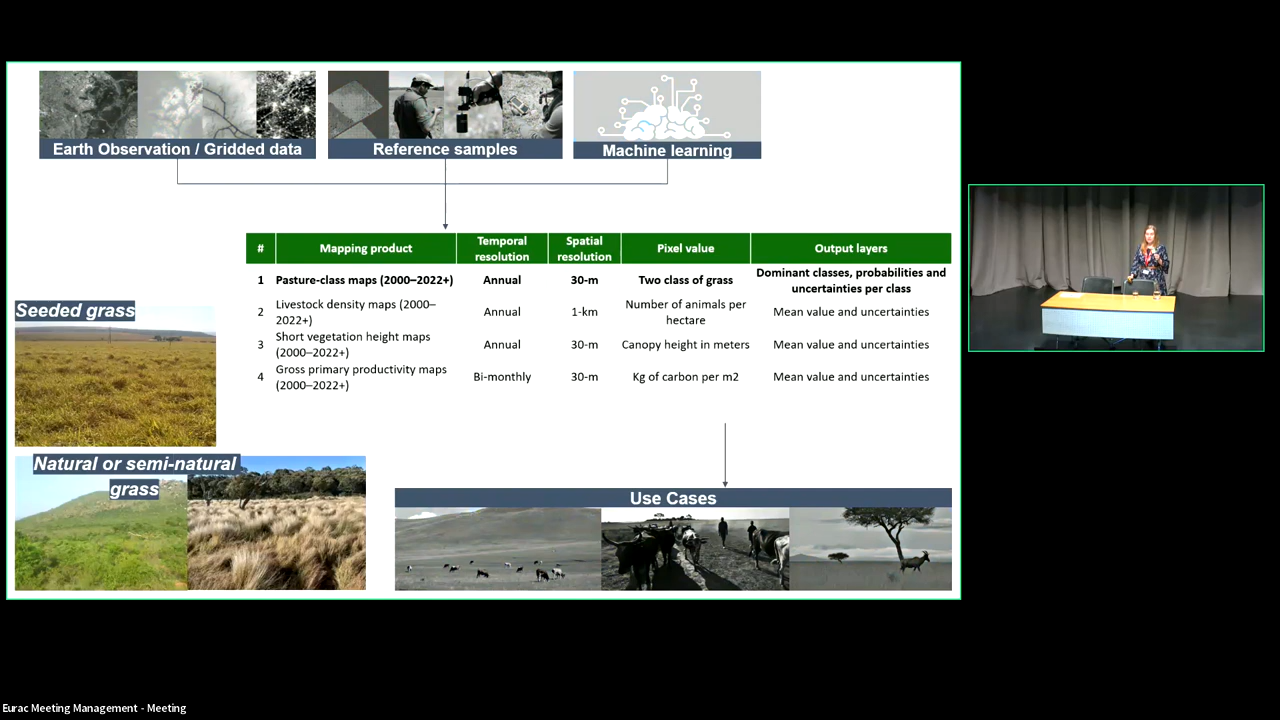 Earth Observation / Gridded data
Reference samples
Machine learning
#
Mapping product
Temporal
resolution
Spatial
resolution
Pixel value
Output layers
1
Pasture-class maps (2000–2022+)
Annual
30-m
Two class of grass
Dominant classes, probabilities and
uncertainties per class
2
Livestock density maps (2000–
2022+)
Annual
1-km
Number of animals per
hectare
Mean value and uncertainties
3
Short vegetation height maps
(2000–2022+)
Annual
30-m
Canopy height in meters
Mean value and uncertainties
4
Gross primary productivity maps
(2000–2022+)
Bi-monthly
30-m
Kg of carbon per m2
Mean value and uncertainties
Seeded grass
Natural or semi-natural
grass
Use Cases
Eurac Meeting Management - Meeting